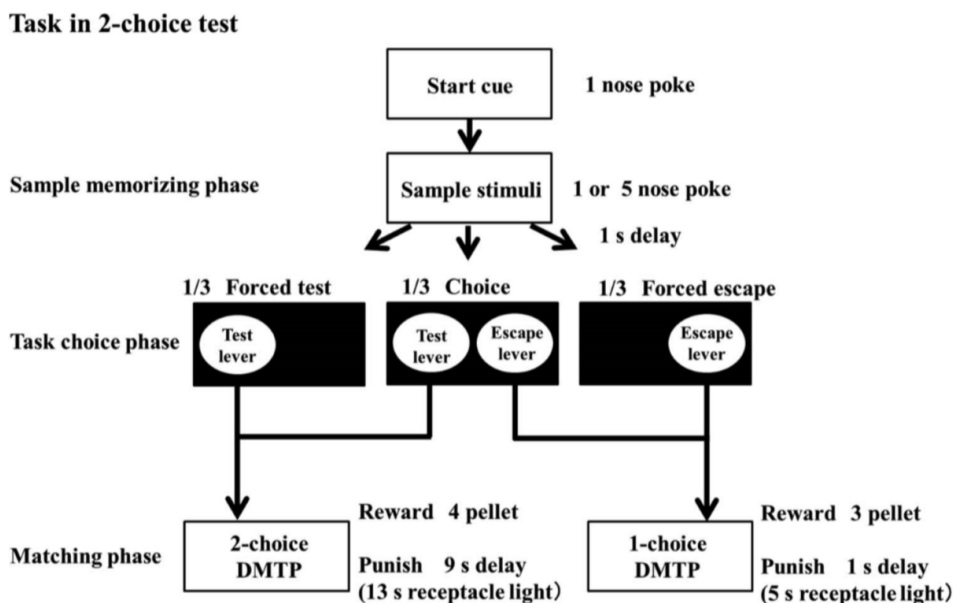 Task in 2-choice test
Start cue
1 nose poke
Sample memorizing phase
Sample stimuli
1 or 5 nose poke
1 s delay
1/3 Forced test
1/3 Choice
1/3 Forced escape
Task choice phase
Test
lever
Test
lever
Escape
lever
Escape
lever
Matching phase
2-choice
DMTP
Reward 4 pellet
Punish 9 s delay
(13 s receptacle light)
1-choice
DMTP
Reward 3 pellet
Punish 1 s delay
(5 s receptacle light)